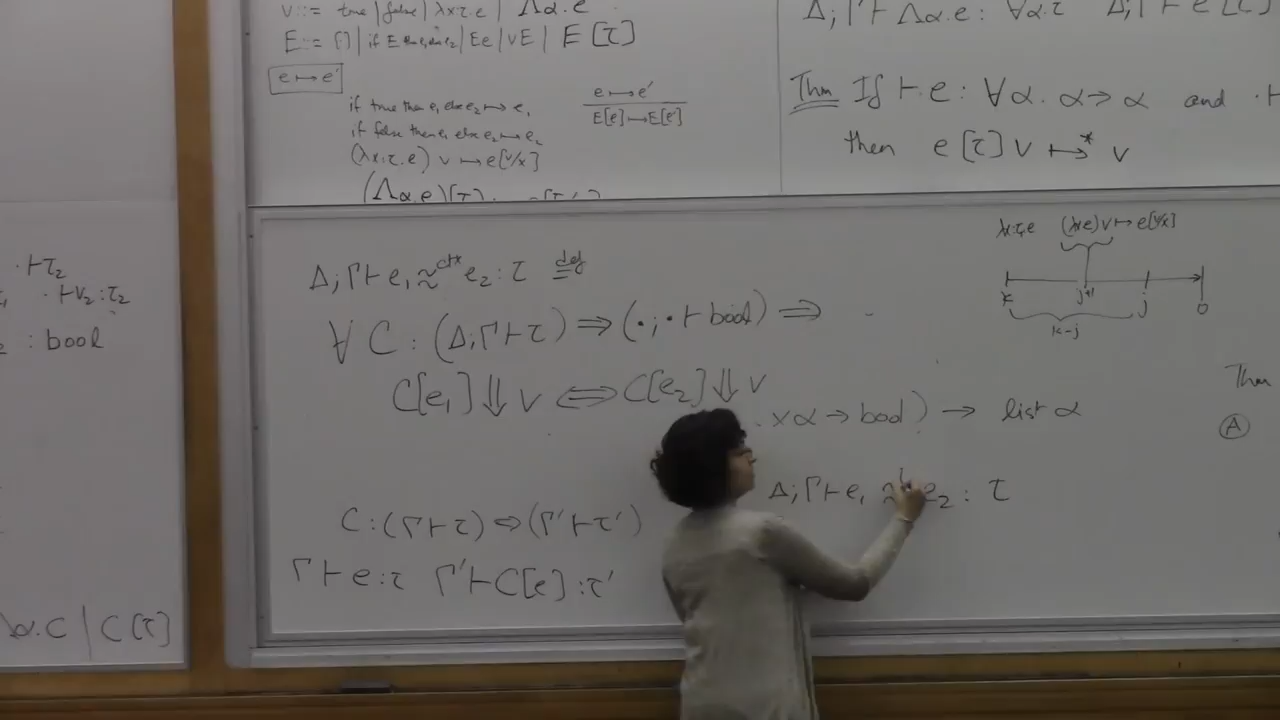 v ::= true | false | λx:τ.e | Λα.e
E ::= [] | if E then e₁ else e₂ | E e | v E | E [τ]
e ↦ e'
if true then e₁ else e₂ ↦ e₁
if false then e₁ else e₂ ↦ e₂
(λx:τ.e) v ↦ e[v/x]
(Λα.e)[τ]
e ↦ e'
E[e] ↦ E[e']
Δ;Γ ⊢ Λα.e : ∀α.τ
Thm If ⊢ e : ∀α. α → α and
then e [τ] v ↦* v
· ⊢ τ₂
· ⊢ v₂ : τ₂
: bool
.C | C[τ]
Δ;Γ ⊢ e₁ ≈ctx e₂ : τ def=
∀ C : (Δ;Γ ⊢ τ) ⇒ (·;· ⊢ bool) ⇒
C[e₁] ⇓ v ⟺ C[e₂] ⇓ v
C : (Γ ⊢ τ) ⇒ (Γ' ⊢ τ')
Γ ⊢ e : τ Γ' ⊢ C[e] : τ'
λx:τ.e (λx.e) v ↦ e[v/x]
k j+1 j 0
k-j
× α → bool) → list α
Δ;Γ ⊢ e₁ ≈ e₂ : τ
Thm
A